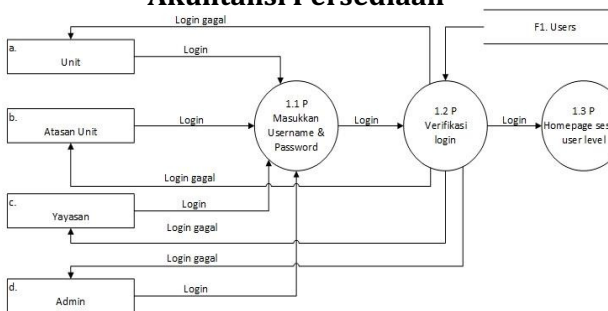 Akuntansi Persediaan
Login gagal
F1. Users
a.
Unit
Login
1.1 P
Masukkan
Username &
Password
1.2 P
Verifikasi
login
1.3 P
Homepage
user level
b.
Atasan Unit
Login
Login
Login
Login gagal
c.
Yayasan
Login
Login gagal
Login gagal
d.
Admin
Login